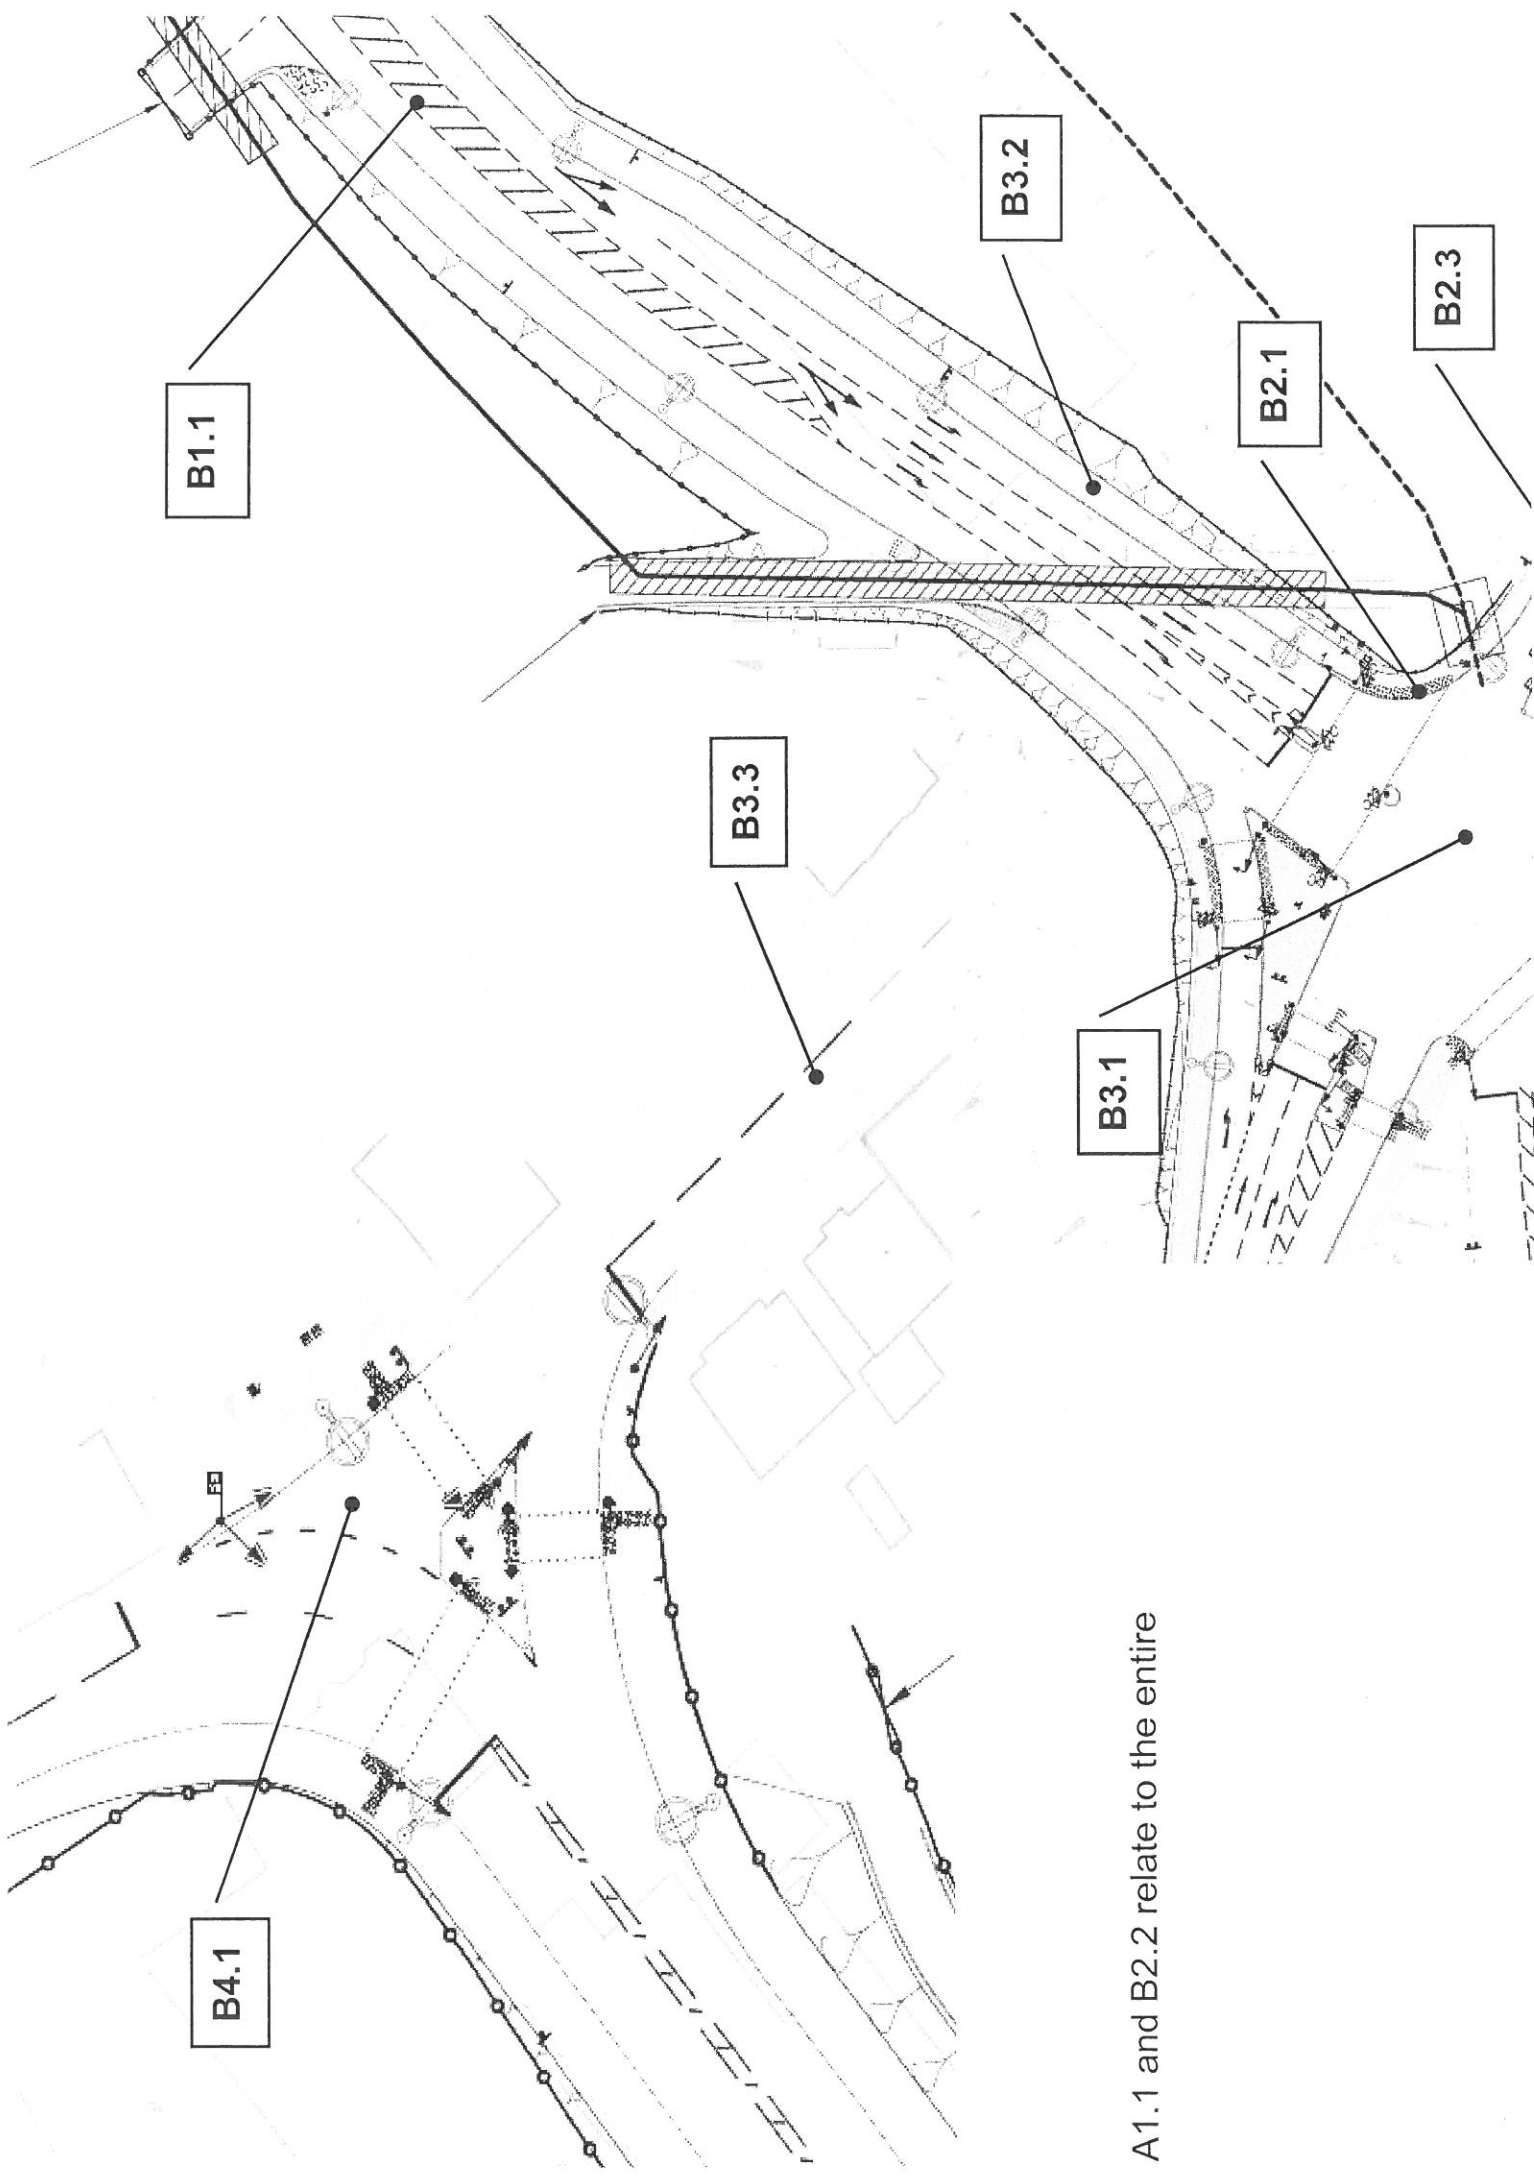 B4.1
B1.1
B3.3
B3.2
B3.1
A1.1 and B2.2 relate to the entire
B2.1
B2.3